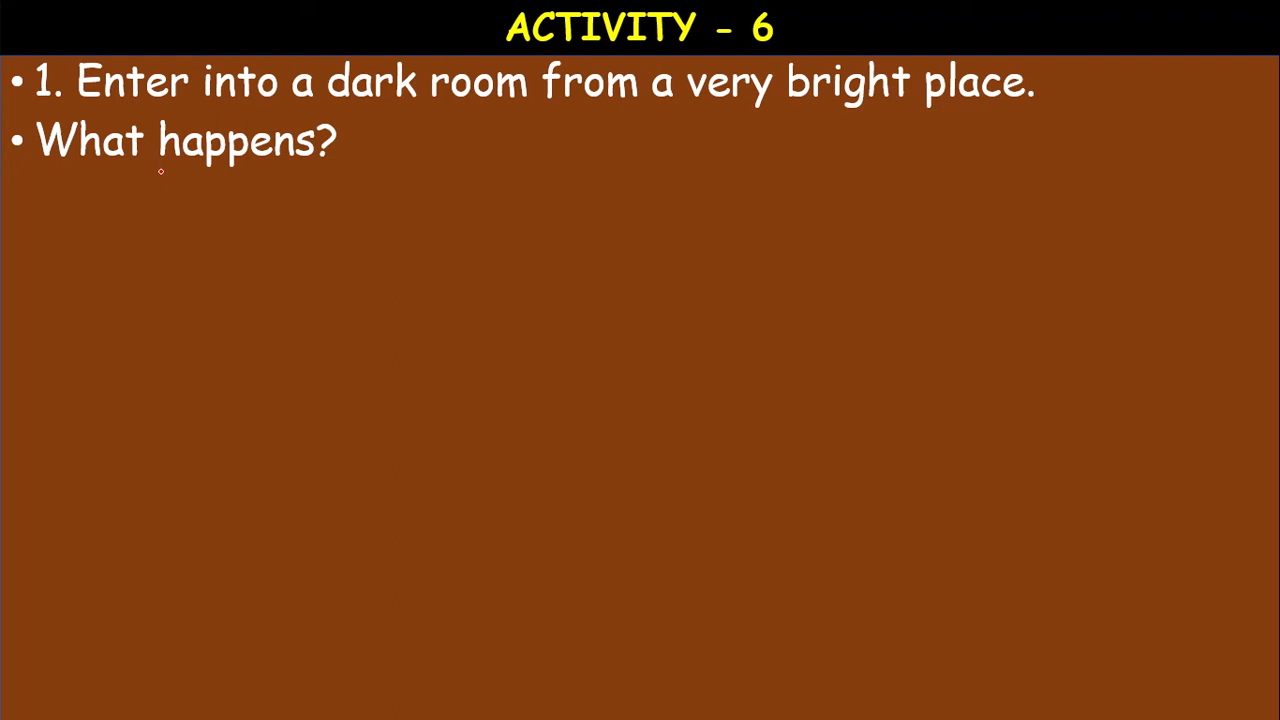 ACTIVITY - 6
• 1. Enter into a dark room from a very bright place.
• What happens?